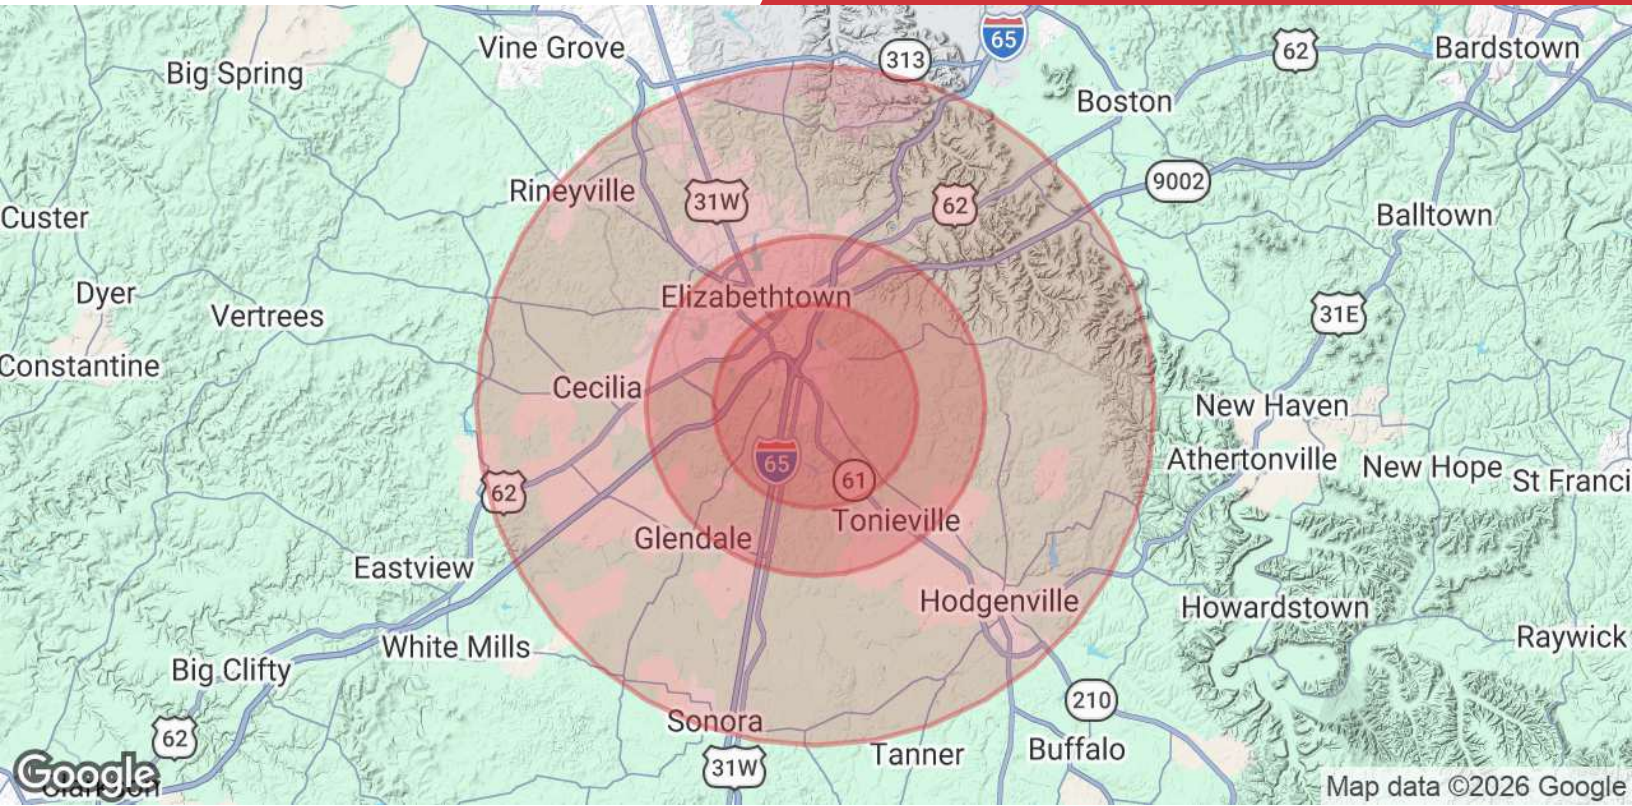 65
Vine Grove
62
Bardstown
313
Big Spring
Boston
9002
Rineyville
31W
62
Custer
Balltown
Dyer
Elizabethtown
Vertrees
31E
Constantine
Cecilia
New Haven
65
Athertonville
New Hope
St Franci
61
62
Tonieville
Glendale
Eastview
Hodgenville
Howardstown
Raywick
White Mills
Big Clifty
210
Sonora
62
Tanner
Buffalo
31W
Google
Map data ©2026 Google